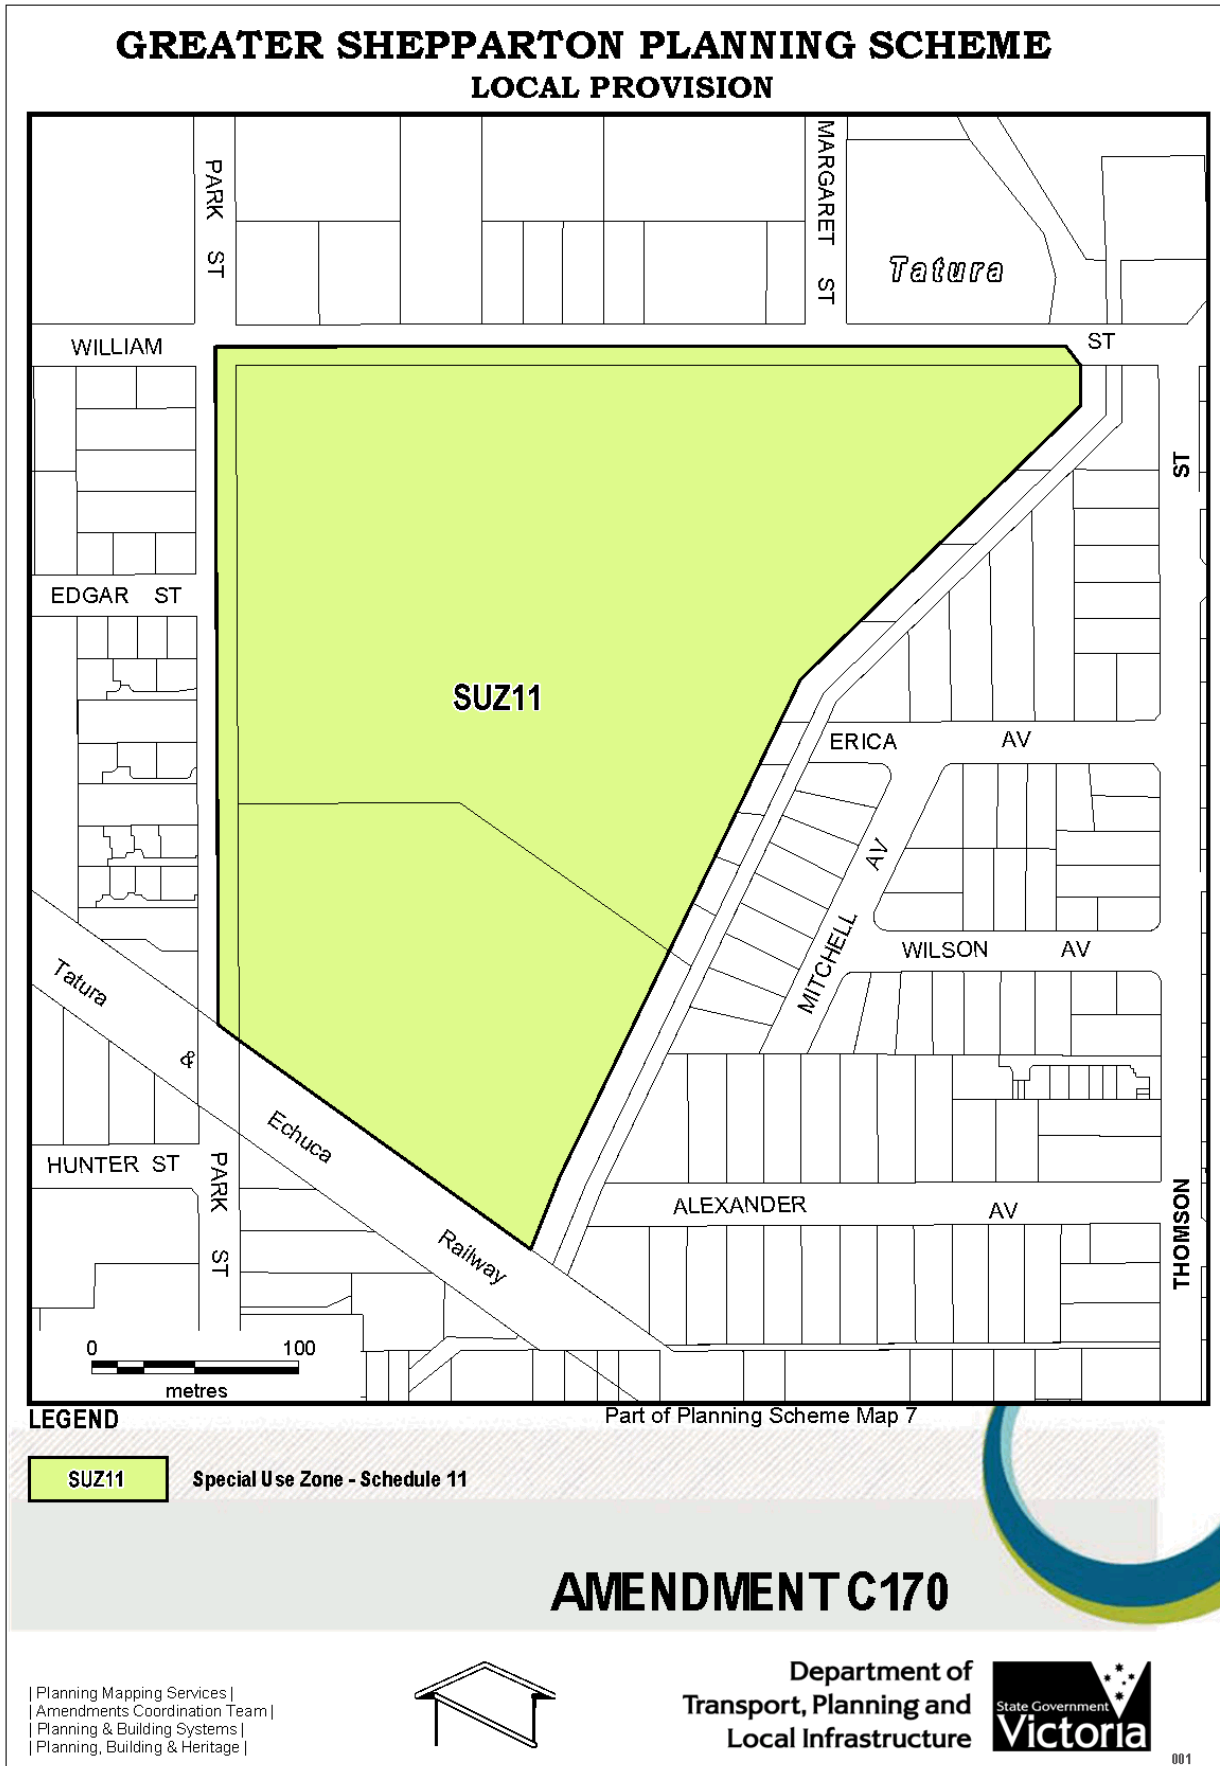 GREATER SHEPPARTON PLANNING SCHEME
LOCAL PROVISION
PARK ST
MARGARET ST
Tatura
WILLIAM ST
EDGAR ST
ST
SUZ11
ERICA AV
MITCHELL AV
WILSON AV
Tatura & Echuca Railway
HUNTER ST
PARK ST
ALEXANDER AV
THOMSON
0 100
metres
LEGEND
Part of Planning Scheme Map 7
SUZ11 Special Use Zone - Schedule 11
AMENDMENT C170
| Planning Mapping Services |
| Amendments Coordination Team |
| Planning & Building Systems |
| Planning, Building & Heritage |
Department of
Transport, Planning and
Local Infrastructure
State Government
Victoria
001